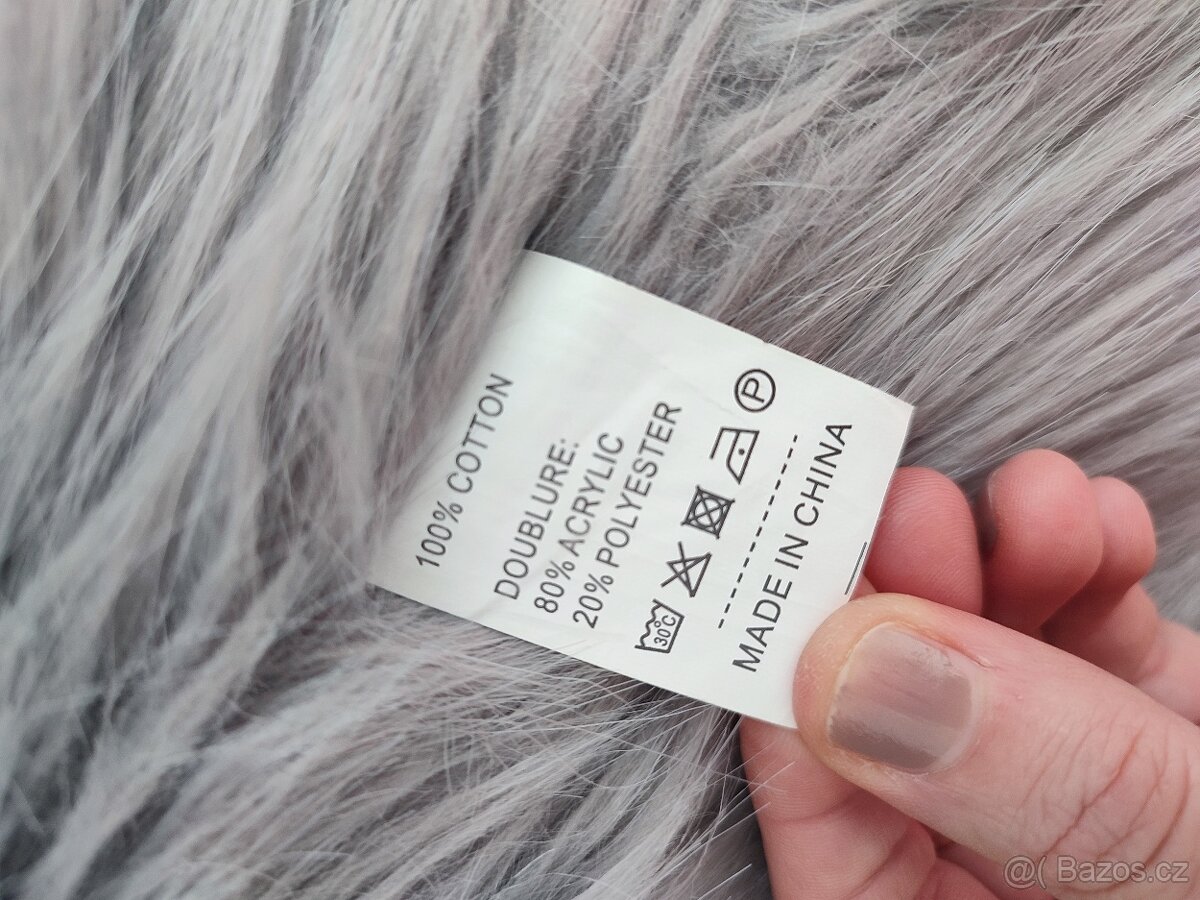 100% COTTON
DOUBLURE:
80% ACRYLIC
20% POLYESTER
30°C
P
MADE IN CHINA
@( Bazos.cz